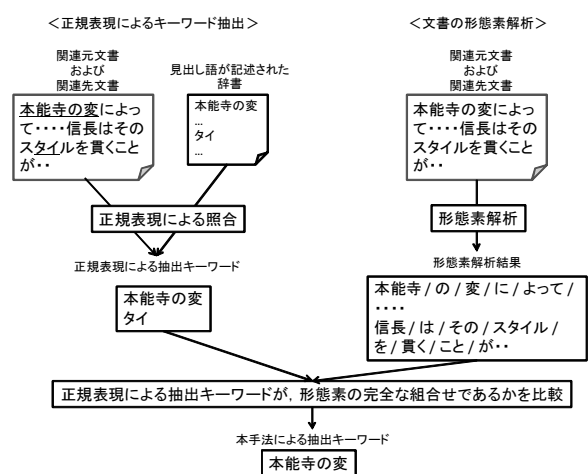 ＜正規表現によるキーワード抽出＞
関連元文書
および
関連先文書
見出し語が記述された
辞書
本能寺の変によっ
て・・・・信長はその
スタイルを貫くこと
が・・
本能寺の変
...
タイ
...
正規表現による照合
正規表現による抽出キーワード
本能寺の変
タイ
＜文書の形態素解析＞
関連元文書
および
関連先文書
本能寺の変によっ
て・・・・信長はその
スタイルを貫くこと
が・・
形態素解析
形態素解析結果
本能寺 / の / 変 / に / よって /
・・・・
信長 / は / その / スタイル /
を / 貫く / こと / が・・
正規表現による抽出キーワードが，形態素の完全な組合せであるかを比較
本手法による抽出キーワード
本能寺の変